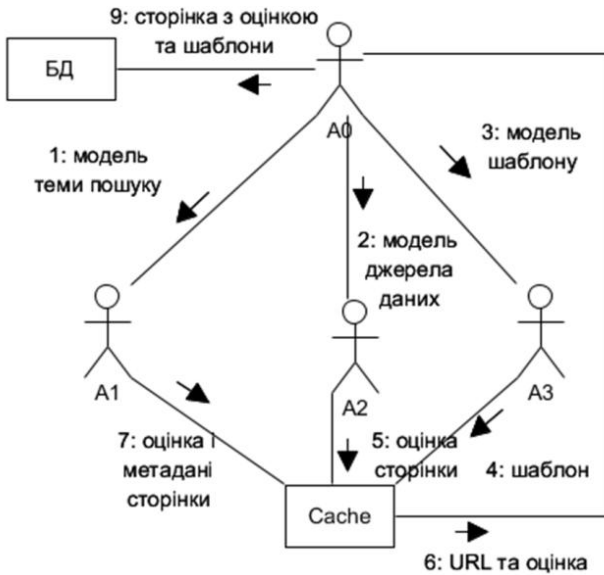 9: сторінка з оцінкою
та шаблони
БД
A0
1: модель
теми пошуку
3: модель
шаблону
2: модель
джерела
даних
A1
A2
A3
7: оцінка і
метадані
сторінки
5: оцінка
сторінки
4: шаблон
Cache
6: URL та оцінка